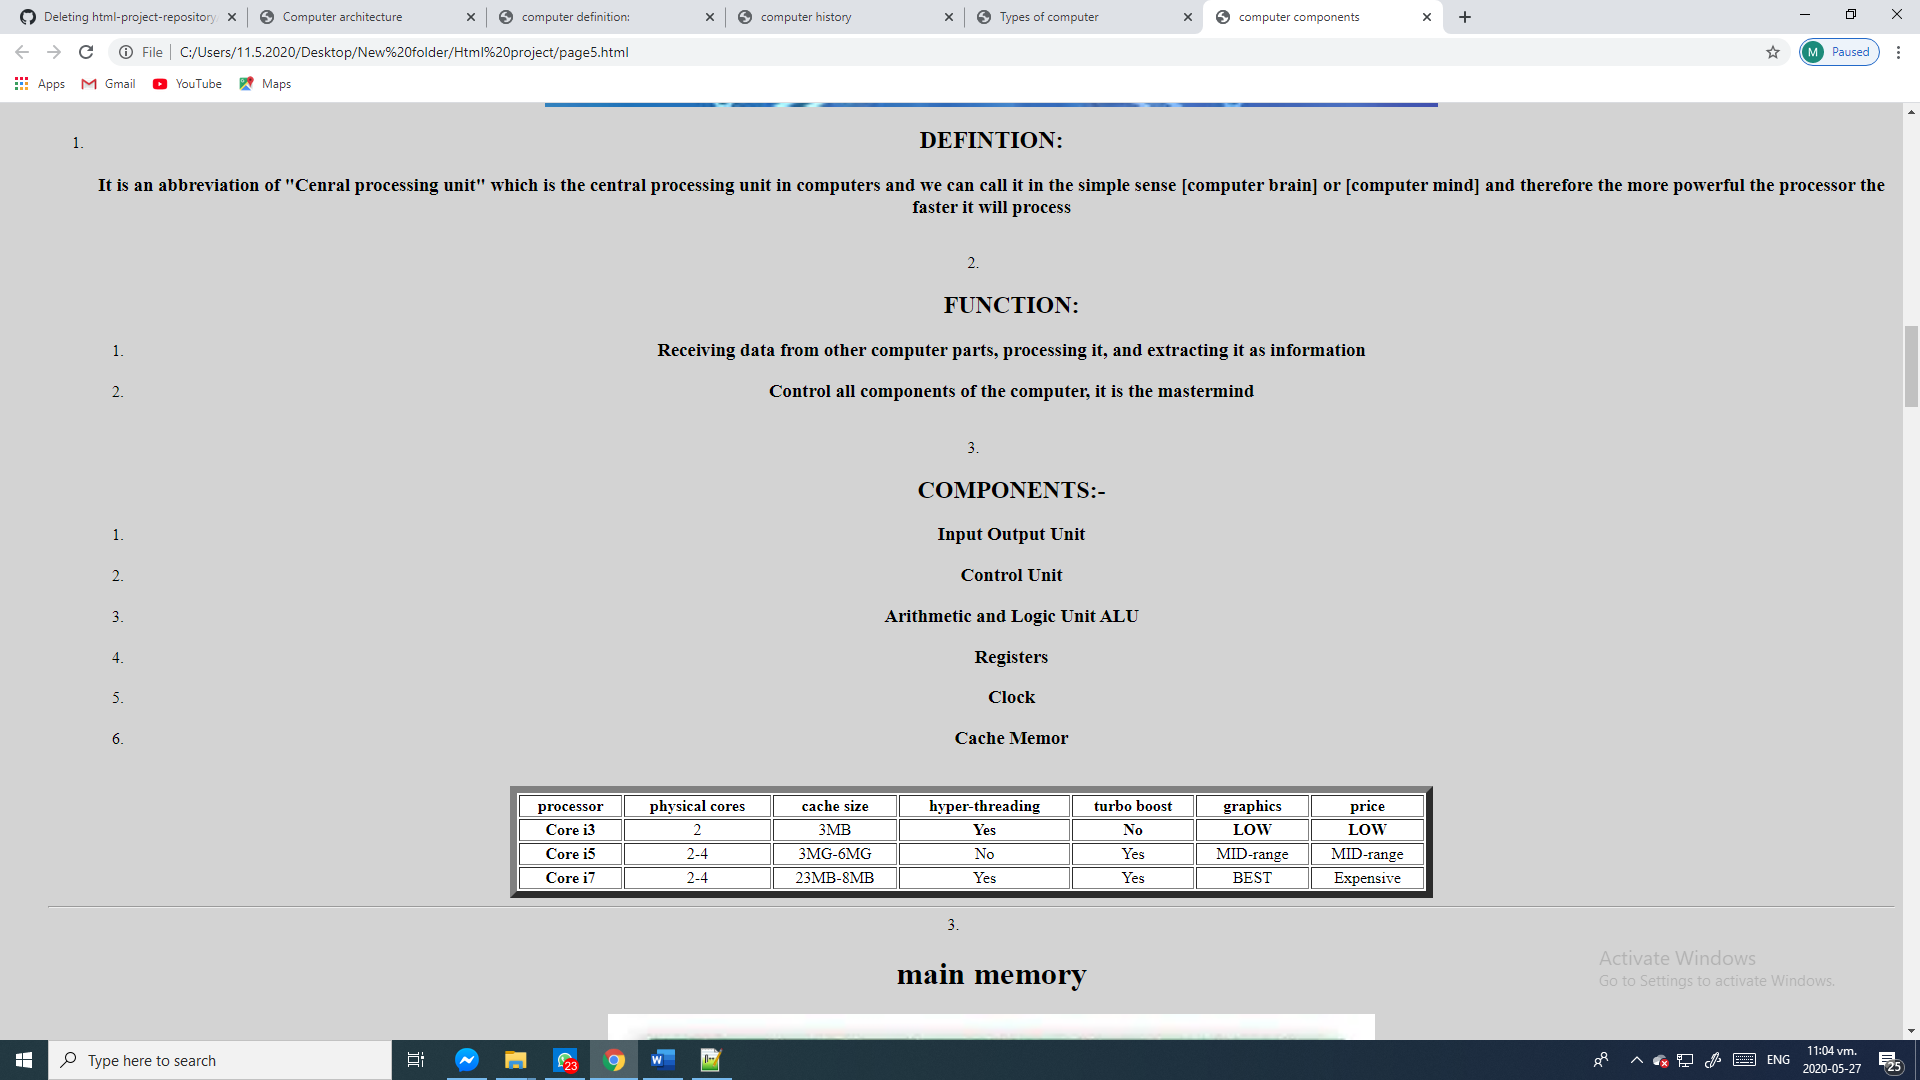 Deleting html-project-repository
Computer architecture
computer definition:
computer history
Types of computer
computer components
File
C:/Users/11.5.2020/Desktop/New%20folder/Html%20project/page5.html
M Paused
Apps Gmail YouTube Maps
1. DEFINTION:
It is an abbreviation of "Cenral processing unit" which is the central processing unit in computers and we can call it in the simple sense [computer brain] or [computer mind] and therefore the more powerful the processor the
faster it will process
2.
FUNCTION:
1. Receiving data from other computer parts, processing it, and extracting it as information
2. Control all components of the computer, it is the mastermind
3.
COMPONENTS:-
1. Input Output Unit
2. Control Unit
3. Arithmetic and Logic Unit ALU
4. Registers
5. Clock
6. Cache Memor
processor physical cores cache size hyper-threading turbo boost graphics price
Core i3 2 3MB Yes No LOW LOW
Core i5 2-4 3MG-6MG No Yes MID-range MID-range
Core i7 2-4 23MB-8MB Yes Yes BEST Expensive
3.
main memory
Activate Windows
Go to Settings to activate Windows.
Type here to search
23
ENG
11:04 vm.
2020-05-27
25